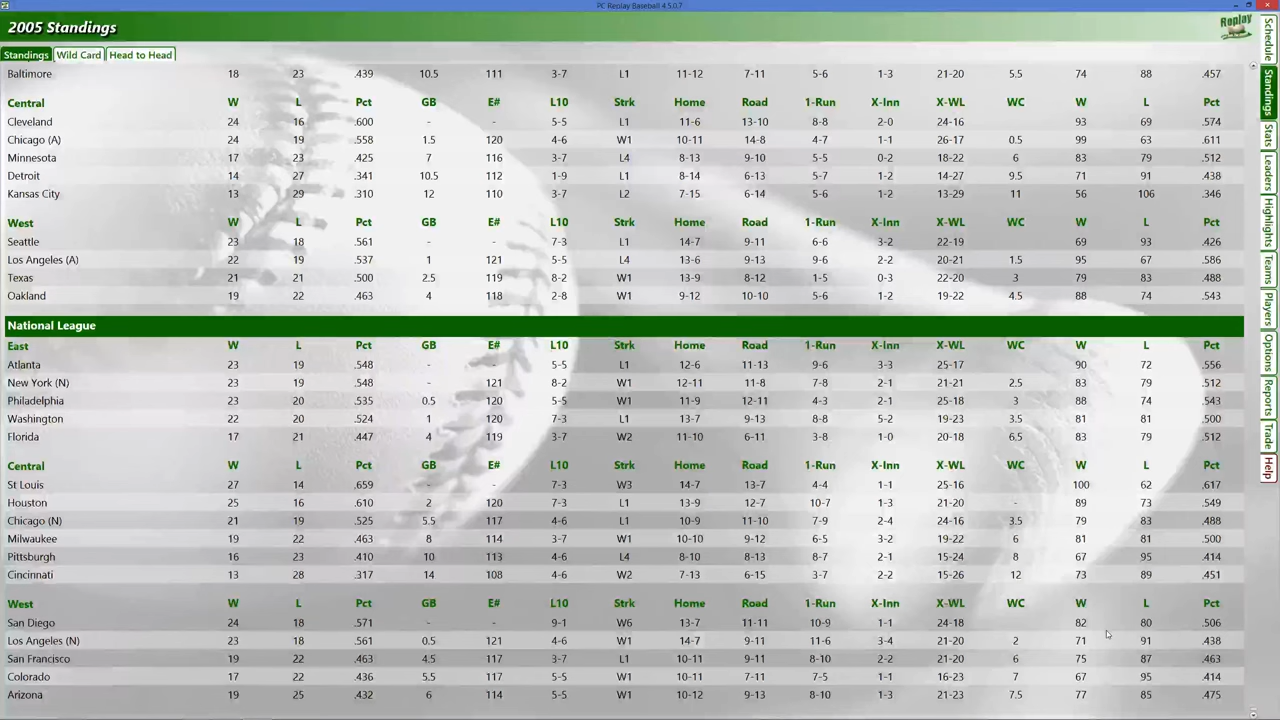 PC Replay Baseball 4.5.0.7
2005 Standings
Replay
Standings Wild Card Head to Head
Baltimore 18 23 .439 10.5 111 3-7 L1 11-12 7-11 5-6 1-3 21-20 5.5 74 88 .457
Central W L Pct GB E# L10 Strk Home Road 1-Run X-Inn X-WL WC W L Pct
Cleveland 24 16 .600 - - 5-5 L1 11-6 13-10 8-8 2-0 24-16 93 69 .574
Chicago (A) 24 19 .558 1.5 120 4-6 W1 10-11 14-8 4-7 1-1 26-17 0.5 99 63 .611
Minnesota 17 23 .425 7 116 3-7 L4 8-13 9-10 5-5 0-2 18-22 6 83 79 .512
Detroit 14 27 .341 10.5 112 1-9 L1 8-14 6-13 5-7 1-2 14-27 9.5 71 91 .438
Kansas City 13 29 .310 12 110 3-7 L2 7-15 6-14 5-6 1-2 13-29 11 56 106 .346
West W L Pct GB E# L10 Strk Home Road 1-Run X-Inn X-WL WC W L Pct
Seattle 23 18 .561 - - 7-3 L1 14-7 9-11 6-6 3-2 22-19 69 93 .426
Los Angeles (A) 22 19 .537 1 121 5-5 L4 13-6 9-13 9-6 2-2 20-21 1.5 95 67 .586
Texas 21 21 .500 2.5 119 8-2 W1 13-9 8-12 1-5 0-3 22-20 3 79 83 .488
Oakland 19 22 .463 4 118 2-8 W1 9-12 10-10 5-6 1-2 19-22 4.5 88 74 .543
National League
East W L Pct GB E# L10 Strk Home Road 1-Run X-Inn X-WL WC W L Pct
Atlanta 23 19 .548 - - 5-5 L1 12-6 11-13 9-6 3-3 25-17 90 72 .556
New York (N) 23 19 .548 - 121 8-2 W1 12-11 11-8 7-8 2-1 21-21 2.5 83 79 .512
Philadelphia 23 20 .535 0.5 120 5-5 W1 11-9 12-11 4-3 2-1 25-18 3 88 74 .543
Washington 22 20 .524 1 120 7-3 L1 13-7 9-13 8-8 5-2 19-23 3.5 81 81 .500
Florida 17 21 .447 4 119 3-7 W2 11-10 6-11 3-8 1-0 20-18 6.5 83 79 .512
Central W L Pct GB E# L10 Strk Home Road 1-Run X-Inn X-WL WC W L Pct
St Louis 27 14 .659 - - 7-3 W3 14-7 13-7 4-4 1-1 25-16 100 62 .617
Houston 25 16 .610 2 120 7-3 L1 13-9 12-7 10-7 1-3 21-20 - 89 73 .549
Chicago (N) 21 19 .525 5.5 117 4-6 L1 10-9 11-10 7-9 2-4 24-16 3.5 79 83 .488
Milwaukee 19 22 .463 8 114 3-7 W1 10-10 9-12 6-5 3-2 19-22 6 81 81 .500
Pittsburgh 16 23 .410 10 113 4-6 L4 8-10 8-13 8-7 2-1 15-24 8 67 95 .414
Cincinnati 13 28 .317 14 108 4-6 W2 7-13 6-15 3-7 2-2 15-26 12 73 89 .451
West W L Pct GB E# L10 Strk Home Road 1-Run X-Inn X-WL WC W L Pct
San Diego 24 18 .571 - - 9-1 W6 13-7 11-11 10-9 1-1 24-18 82 80 .506
Los Angeles (N) 23 18 .561 0.5 121 4-6 W1 14-7 9-11 11-6 3-4 21-20 2 71 91 .438
San Francisco 19 22 .463 4.5 117 3-7 L1 10-11 9-11 8-10 2-2 21-20 6 75 87 .463
Colorado 17 22 .436 5.5 117 5-5 W1 10-11 7-11 7-5 1-1 16-23 7 67 95 .414
Arizona 19 25 .432 6 114 5-5 W1 10-12 9-13 8-10 1-3 21-23 7.5 77 85 .475
Schedule
Standings
Stats
Leaders
Highlights
Teams
Players
Options
Reports
Trade
Help